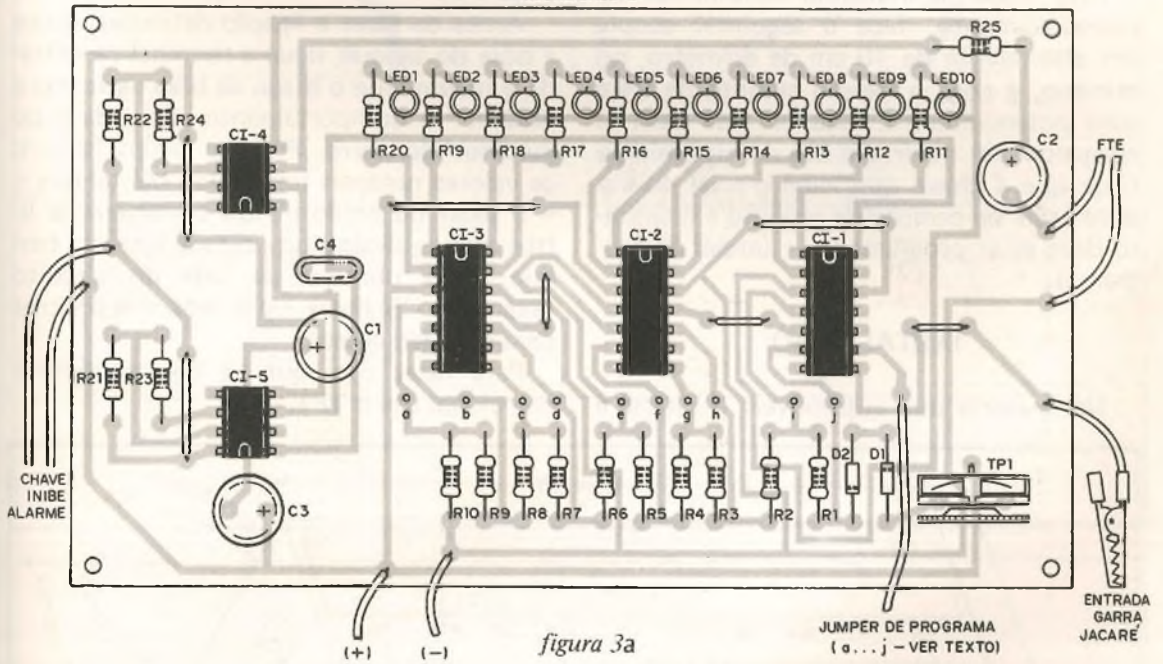 R25
LED1 LED2 LED3 LED4 LED5 LED6 LED7 LED8 LED9 LED10
R22 R24 CI-4
R20 R19 R18 R17 R16 R15 R14 R13 R12 R11
C2
FTE
CI-3 CI-2 CI-1
C4
C1
R21 R23 CI-5
a b c d e f g h i j
D2 D1 TP1
R10 R9 R8 R7 R6 R5 R4 R3 R2 R1
C3
CHAVE
INIBE
ALARME
(+) (-)
figura 3a
JUMPER DE PROGRAMA
(a...j – VER TEXTO)
ENTRADA
GARRA
JACARÉ